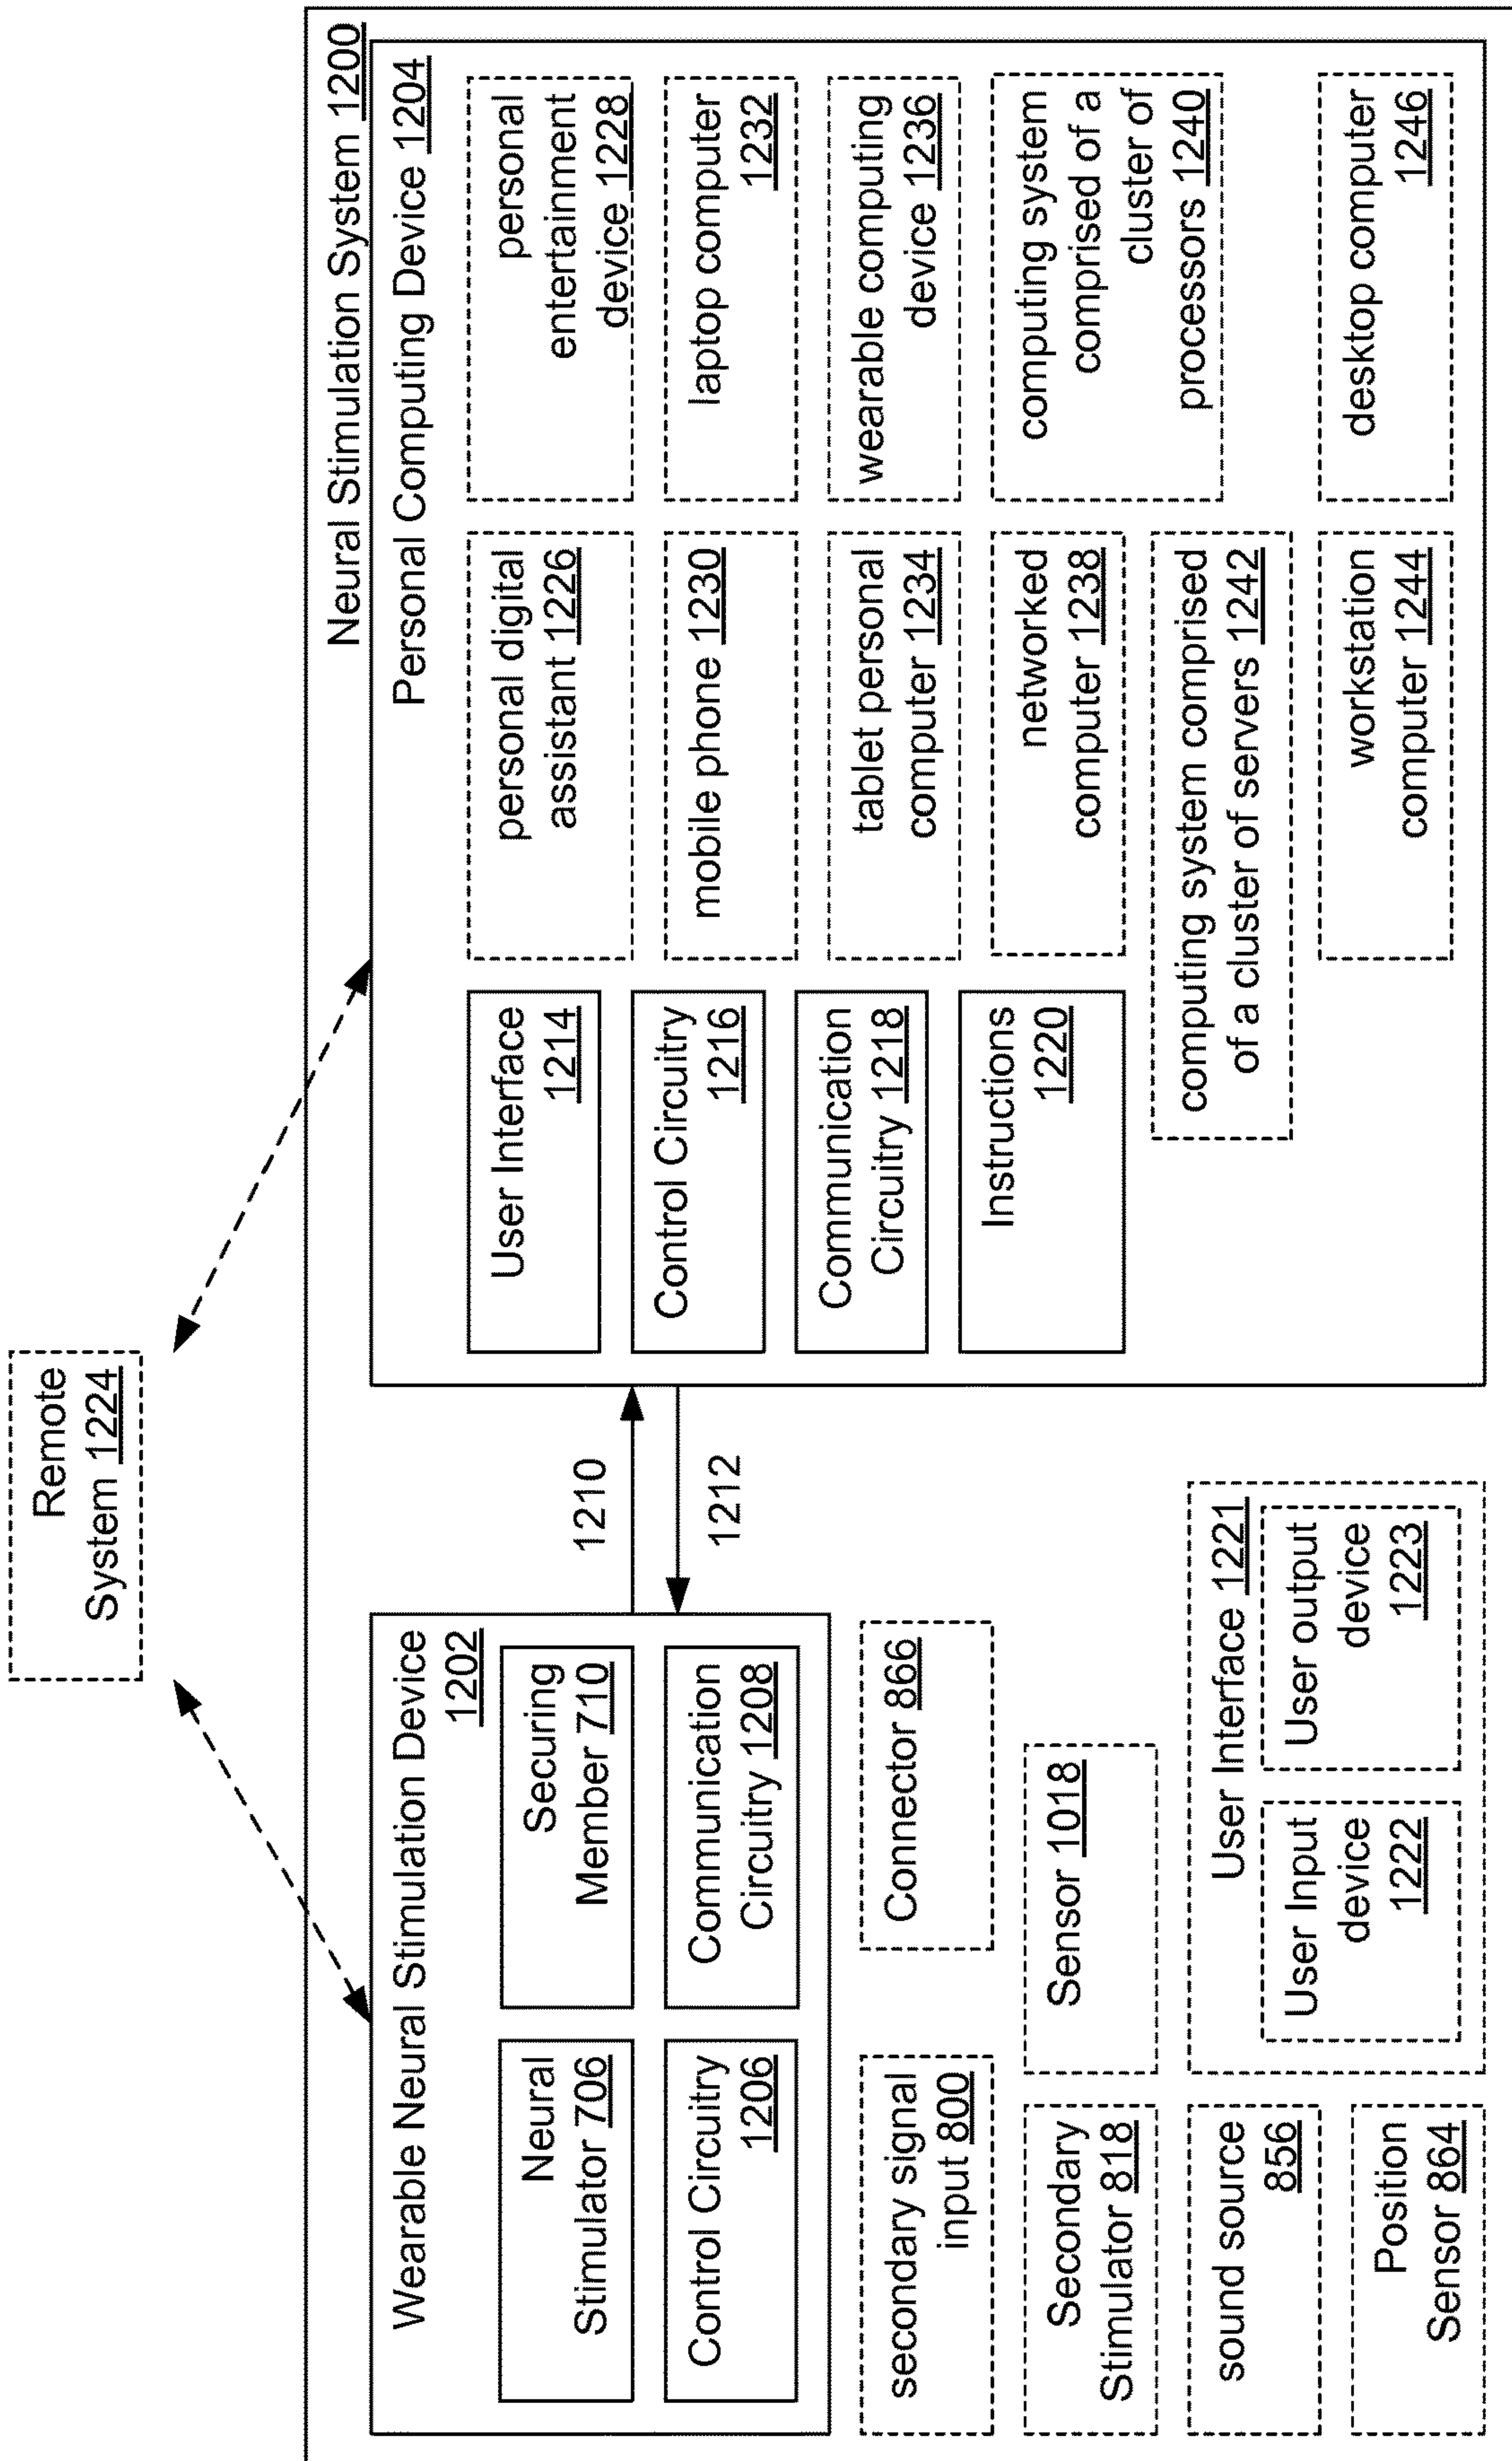 Remote
System 1224
Neural Stimulation System 1200
Wearable Neural Stimulation Device
1202
Neural
Stimulator 706
Securing
Member 710
Control Circuitry
1206
Communication
Circuitry 1208
1210
1212
secondary signal
input 800
Connector 866
Secondary
Stimulator 818
Sensor 1018
sound source
856
Position
Sensor 864
User Interface 1221
User Input
device
1222
User output
device
1223
Personal Computing Device 1204
User Interface
1214
Control Circuitry
1216
Communication
Circuitry 1218
Instructions
1220
personal digital
assistant 1226
personal
entertainment
device 1228
mobile phone 1230
laptop computer
1232
tablet personal
computer 1234
wearable computing
device 1236
networked
computer 1238
computing system
comprised of a
cluster of
processors 1240
computing system comprised
of a cluster of servers 1242
workstation
computer 1244
desktop computer
1246